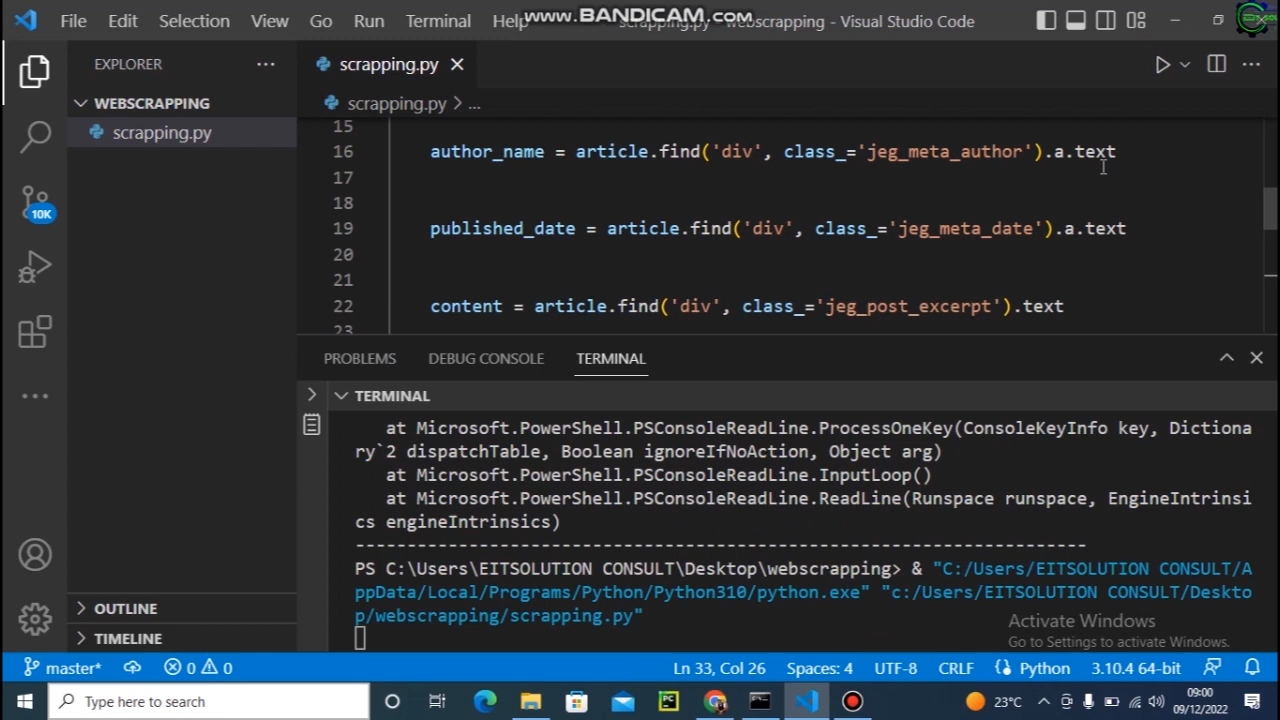 File Edit Selection View Go Run Terminal Help
www.BANDICAM.com
scrapping.py - webscrapping - Visual Studio Code
EXPLORER
WEBSCRAPPING
scrapping.py
10K
OUTLINE
TIMELINE
scrapping.py
scrapping.py > ...
15
16 author_name = article.find('div', class_='jeg_meta_author').a.text
17
18
19 published_date = article.find('div', class_='jeg_meta_date').a.text
20
21
22 content = article.find('div', class_='jeg_post_excerpt').text
23
PROBLEMS DEBUG CONSOLE TERMINAL
TERMINAL
at Microsoft.PowerShell.PSConsoleReadLine.ProcessOneKey(ConsoleKeyInfo key, Dictiona
ry`2 dispatchTable, Boolean ignoreIfNoAction, Object arg)
at Microsoft.PowerShell.PSConsoleReadLine.InputLoop()
at Microsoft.PowerShell.PSConsoleReadLine.ReadLine(Runspace runspace, EngineIntrinsi
cs engineIntrinsics)
-----------------------------------------------------------------------
PS C:\Users\EITSOLUTION CONSULT\Desktop\webscrapping> & "C:/Users/EITSOLUTION CONSULT/A
ppData/Local/Programs/Python/Python310/python.exe" "c:/Users/EITSOLUTION CONSULT/Deskto
p/webscrapping/scrapping.py"
Activate Windows
Go to Settings to activate Windows.
master* 0 0 Ln 33, Col 26 Spaces: 4 UTF-8 CRLF Python 3.10.4 64-bit
Type here to search
PC
23°C
09:00
09/12/2022